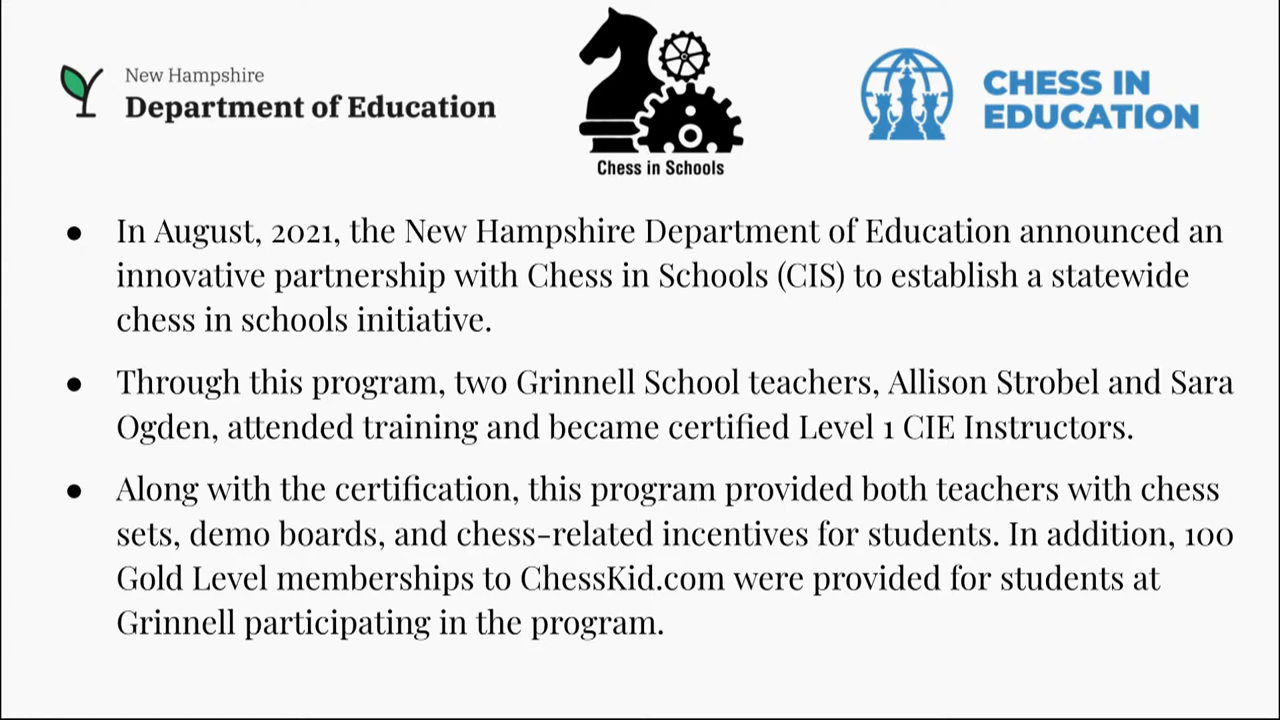 New Hampshire
Department of Education
Chess in Schools
CHESS IN
EDUCATION
● In August, 2021, the New Hampshire Department of Education announced an
innovative partnership with Chess in Schools (CIS) to establish a statewide
chess in schools initiative.
● Through this program, two Grinnell School teachers, Allison Strobel and Sara
Ogden, attended training and became certified Level 1 CIE Instructors.
● Along with the certification, this program provided both teachers with chess
sets, demo boards, and chess-related incentives for students. In addition, 100
Gold Level memberships to ChessKid.com were provided for students at
Grinnell participating in the program.